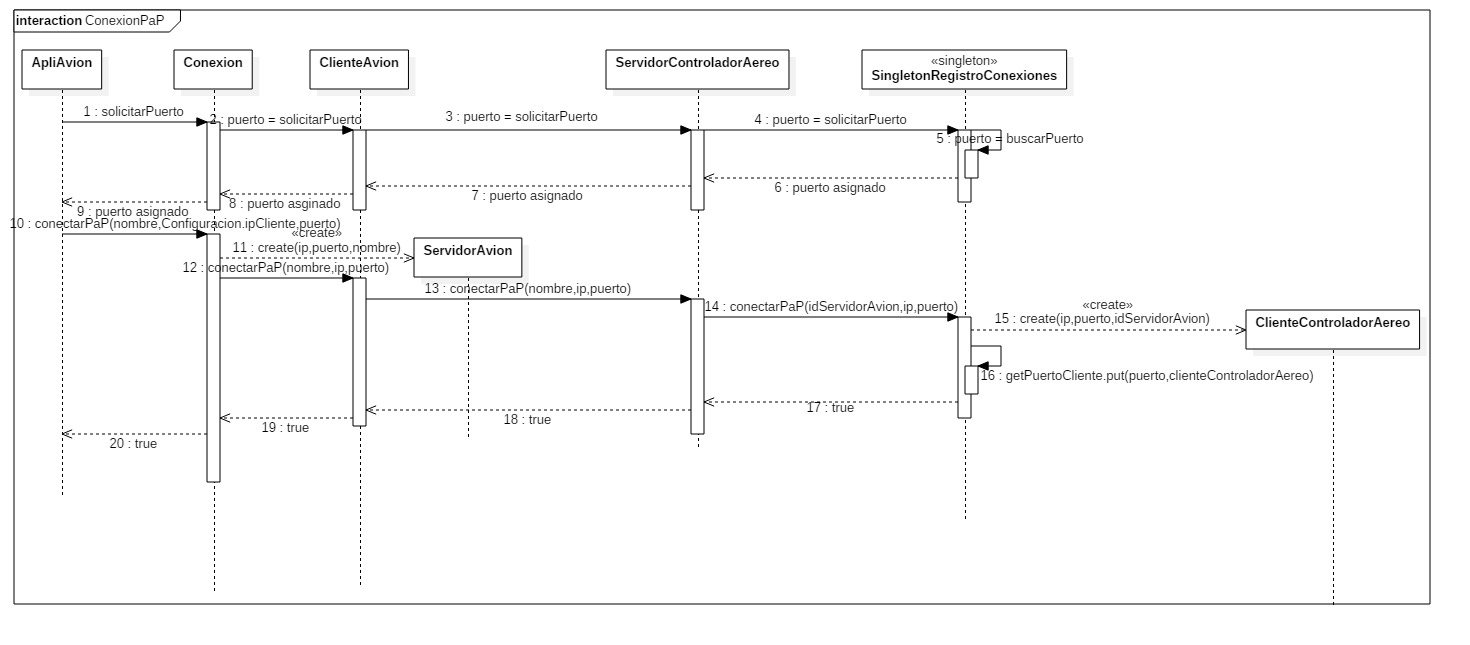 interaction ConexionPaP
ApliAvion
Conexion
ClienteAvion
ServidorControladorAereo
«singleton»
SingletonRegistroConexiones
1 : solicitarPuerto
2 : puerto = solicitarPuerto
3 : puerto = solicitarPuerto
4 : puerto = solicitarPuerto
5 : puerto = buscarPuerto
6 : puerto asignado
7 : puerto asignado
8 : puerto asginado
9 : puerto asignado
10 : conectarPaP(nombre,Configuracion.ipCliente,puerto)
«create»
11 : create(ip,puerto,nombre)
ServidorAvion
12 : conectarPaP(nombre,ip,puerto)
13 : conectarPaP(nombre,ip,puerto)
14 : conectarPaP(idServidorAvion,ip,puerto)
«create»
15 : create(ip,puerto,idServidorAvion)
ClienteControladorAereo
16 : getPuertoCliente.put(puerto,clienteControladorAereo)
17 : true
18 : true
19 : true
20 : true